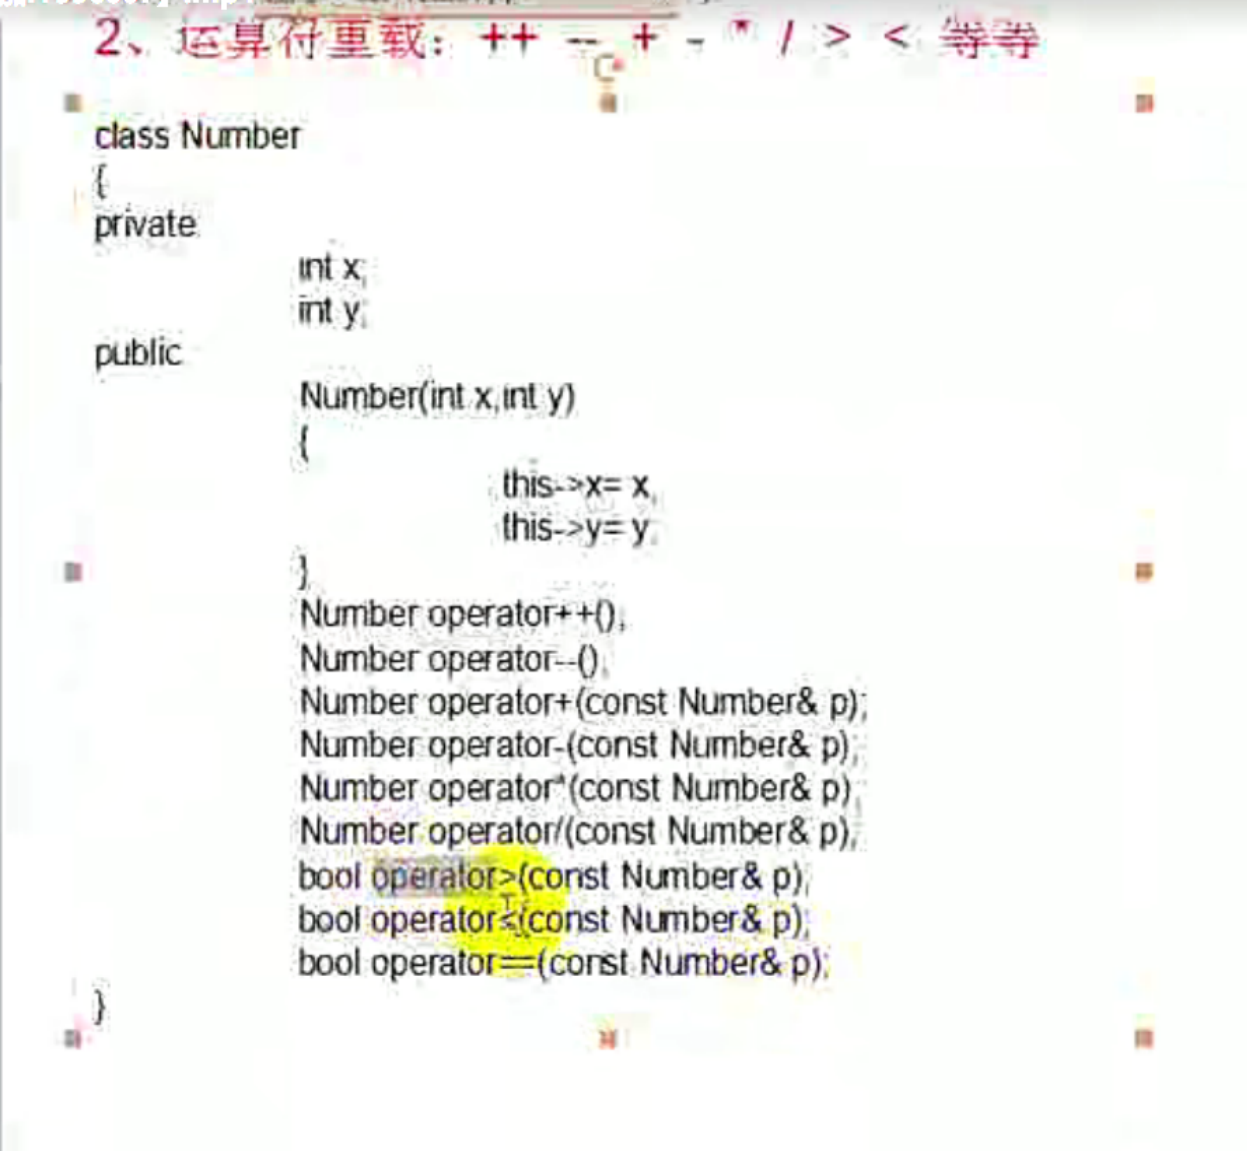 2、运算符重载： ++ -- + - * / > < 等等
class Number
{
private:
int x;
int y;
public:
Number(int x,int y)
{
this->x= x;
this->y= y;
}
Number operator++();
Number operator--();
Number operator+(const Number& p);
Number operator-(const Number& p);
Number operator*(const Number& p);
Number operator/(const Number& p);
bool operator>(const Number& p);
bool operator<(const Number& p);
bool operator==(const Number& p);
}